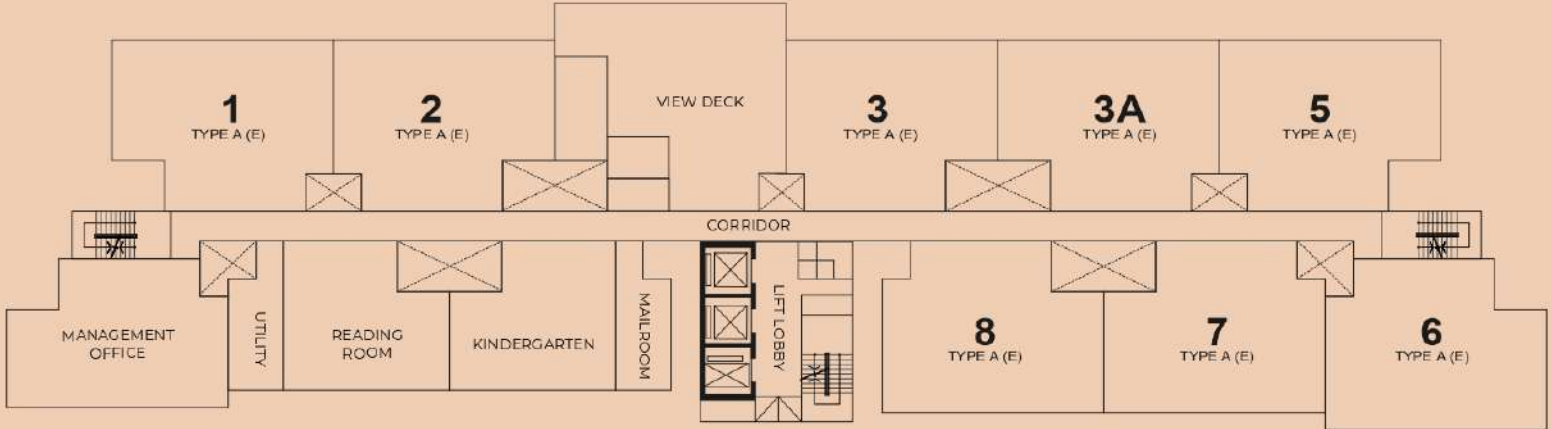 1
TYPE A (E)
2
TYPE A (E)
VIEW DECK
3
TYPE A (E)
3A
TYPE A (E)
5
TYPE A (E)
CORRIDOR
MANAGEMENT
OFFICE
UTILITY
READING
ROOM
KINDERGARTEN
MAILROOM
LIFT LOBBY
8
TYPE A (E)
7
TYPE A (E)
6
TYPE A (E)